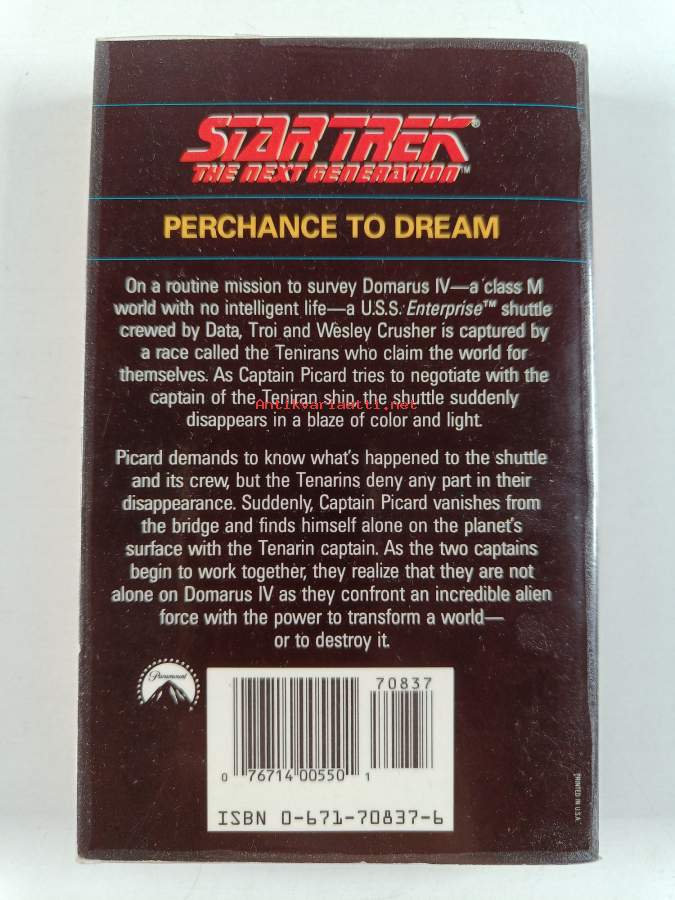 STAR TREK®
THE NEXT GENERATION™
PERCHANCE TO DREAM
On a routine mission to survey Domarus IV—a class M
world with no intelligent life—a U.S.S. Enterprise™ shuttle
crewed by Data, Troi and Wesley Crusher is captured by
a race called the Tenirans who claim the world for
themselves. As Captain Picard tries to negotiate with the
captain of the Teniran ship, the shuttle suddenly
Antikvariaatti.net
disappears in a blaze of color and light.
Picard demands to know what's happened to the shuttle
and its crew, but the Tenarins deny any part in their
disappearance. Suddenly, Captain Picard vanishes from
the bridge and finds himself alone on the planet's
surface with the Tenarin captain. As the two captains
begin to work together, they realize that they are not
alone on Domarus IV as they confront an incredible alien
force with the power to transform a world—
or to destroy it.
Paramount
70837
0 76714 00550 1
ISBN 0-671-70837-6
PRINTED IN U.S.A.